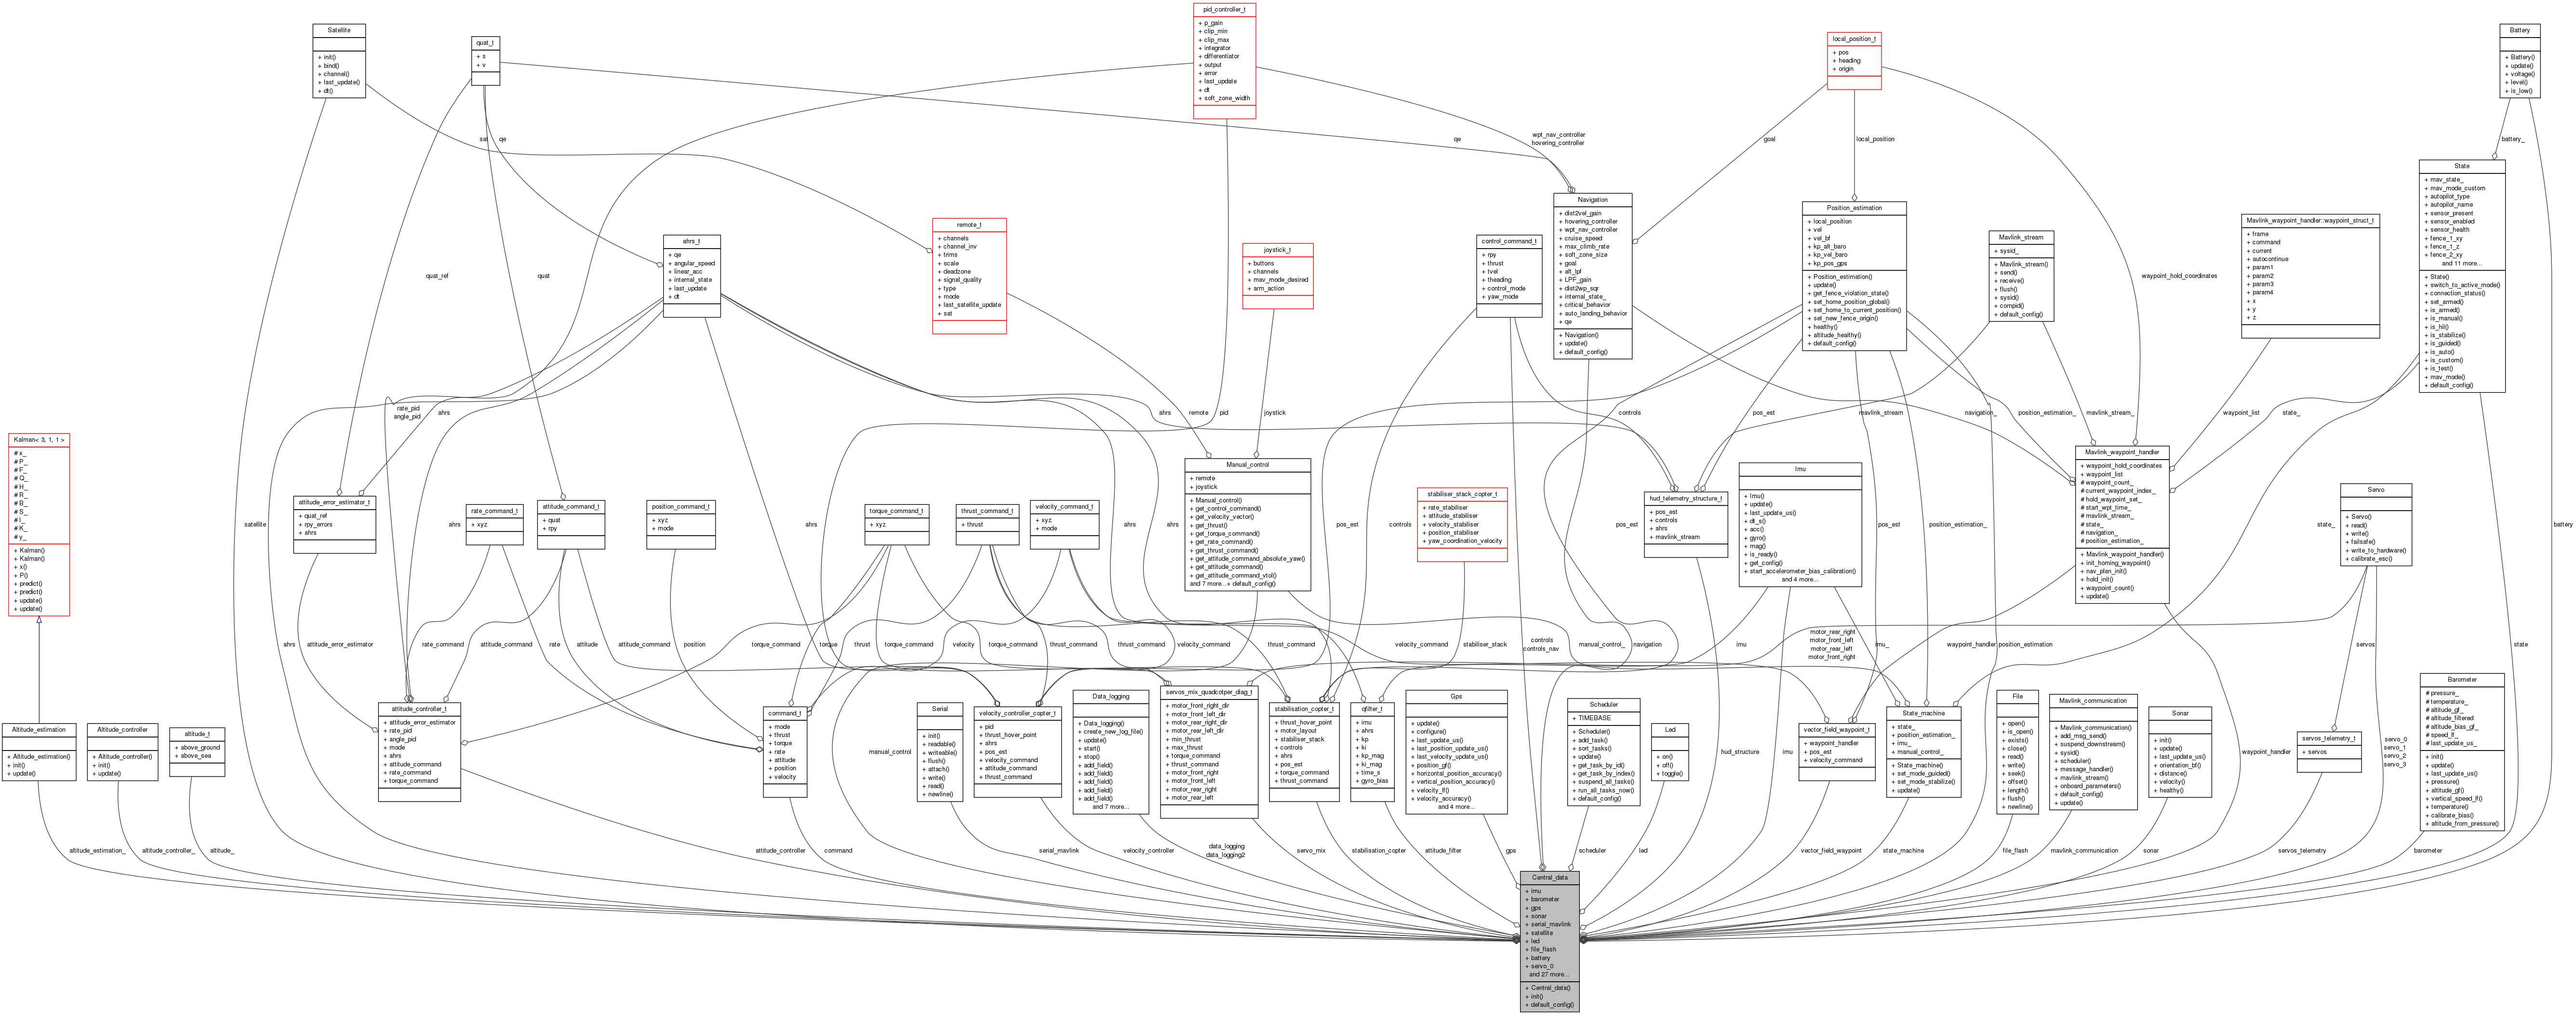 pid_controller_t
+ p_gain
+ clip_min
+ clip_max
+ integrator
+ differentiator
+ output
+ error
+ last_update
+ dt
+ soft_zone_width
Satellite
+ init()
+ bind()
+ channel()
+ last_update()
+ dt()
quat_t
+ s
+ v
local_position_t
+ pos
+ heading
+ origin
Battery
+ Battery()
+ update()
+ voltage()
+ level()
+ is_low()
sat
qe
qe
wpt_nav_controller
hovering_controller
goal
local_position
battery_
State
+ mav_state_
+ mav_mode_custom
+ autopilot_type
+ autopilot_name
+ sensor_present
+ sensor_enabled
+ sensor_health
+ fence_1_xy
+ fence_1_z
+ fence_2_xy
and 11 more...
+ State()
+ switch_to_active_mode()
+ connection_status()
+ set_armed()
+ is_armed()
+ is_manual()
+ is_hil()
+ is_stabilize()
+ is_guided()
+ is_auto()
+ is_custom()
+ is_test()
+ mav_mode()
+ default_config()
Navigation
+ dist2vel_gain
+ hovering_controller
+ wpt_nav_controller
+ cruise_speed
+ max_climb_rate
+ soft_zone_size
+ goal
+ alt_lpf
+ LPF_gain
+ dist2wp_sqr
+ internal_state_
+ critical_behavior
+ auto_landing_behavior
+ qe
+ Navigation()
+ update()
+ default_config()
Position_estimation
+ local_position
+ vel
+ vel_bf
+ kp_alt_baro
+ kp_vel_baro
+ kp_pos_gps
+ Position_estimation()
+ update()
+ get_fence_violation_state()
+ set_home_position_global()
+ set_home_to_current_position()
+ set_new_fence_origin()
+ healthy()
+ altitude_healthy()
+ default_config()
Mavlink_waypoint_handler::waypoint_struct_t
+ frame
+ command
+ current
+ autocontinue
+ param1
+ param2
+ param3
+ param4
+ x
+ y
+ z
remote_t
+ channels
+ channel_inv
+ trims
+ scale
+ deadzone
+ signal_quality
+ type
+ mode
+ last_satellite_update
+ sat
Mavlink_stream
+ sysid_
+ Mavlink_stream()
+ send()
+ receive()
+ flush()
+ sysid()
+ compid()
+ default_config()
ahrs_t
+ qe
+ angular_speed
+ linear_acc
+ internal_state
+ last_update
+ dt
control_command_t
+ rpy
+ thrust
+ tvel
+ theading
+ control_mode
+ yaw_mode
joystick_t
+ buttons
+ channels
+ mav_mode_desired
+ arm_action
quat_ref
quat
waypoint_hold_coordinates
rate_pid
angle_pid
ahrs
ahrs
remote
pid
joystick
controls
pos_est
mavlink_stream
navigation_
position_estimation_
mavlink_stream_
waypoint_list
state_
Kalman< 3, 1, 1 >
# x_
# P_
# F_
# Q_
# H_
# R_
# B_
# S_
# I_
# K_
# y_
+ Kalman()
+ Kalman()
+ x()
+ P()
+ predict()
+ predict()
+ update()
+ update()
Mavlink_waypoint_handler
+ waypoint_hold_coordinates
+ waypoint_list
# waypoint_count_
# current_waypoint_index_
# hold_waypoint_set_
# start_wpt_time_
# mavlink_stream_
# state_
# navigation_
# position_estimation_
+ Mavlink_waypoint_handler()
+ init_homing_waypoint()
+ nav_plan_init()
+ hold_init()
+ waypoint_count()
+ update()
Manual_control
+ remote
+ joystick
+ Manual_control()
+ get_control_command()
+ get_velocity_vector()
+ get_thrust()
+ get_torque_command()
+ get_rate_command()
+ get_thrust_command()
+ get_attitude_command_absolute_yaw()
+ get_attitude_command()
+ get_attitude_command_vtol()
and 7 more...+ default_config()
Imu
+ Imu()
+ update()
+ last_update_us()
+ dt_s()
+ acc()
+ gyro()
+ mag()
+ is_ready()
+ get_config()
+ start_accelerometer_bias_calibration()
and 4 more...
Servo
+ Servo()
+ read()
+ write()
+ failsafe()
+ write_to_hardware()
+ calibrate_esc()
stabiliser_stack_copter_t
+ rate_stabiliser
+ attitude_stabiliser
+ velocity_stabiliser
+ position_stabiliser
+ yaw_coordination_velocity
hud_telemetry_structure_t
+ pos_est
+ controls
+ ahrs
+ mavlink_stream
attitude_error_estimator_t
+ quat_ref
+ rpy_errors
+ ahrs
rate_command_t
+ xyz
attitude_command_t
+ quat
+ rpy
position_command_t
+ xyz
+ mode
torque_command_t
+ xyz
thrust_command_t
+ thrust
velocity_command_t
+ xyz
+ mode
satellite
ahrs
ahrs
ahrs
ahrs
pos_est
controls
pos_est
pos_est
position_estimation_
state_
battery
ahrs
attitude_error_estimator
rate_command
attitude_command
rate
attitude
attitude_command
position
torque_command
torque
thrust
torque_command
velocity
torque_command
thrust_command
thrust_command
velocity_command
thrust_command
velocity_command
stabiliser_stack
controls
controls_nav
manual_control_
navigation
imu
motor_rear_right
motor_front_left
motor_rear_left
motor_front_right
imu_
waypoint_handler
position_estimation
servos
state
Altitude_estimation
+ Altitude_estimation()
+ init()
+ update()
Altitude_controller
+ Altitude_controller()
+ init()
+ update()
altitude_t
+ above_ground
+ above_sea
attitude_controller_t
+ attitude_error_estimator
+ rate_pid
+ angle_pid
+ mode
+ ahrs
+ attitude_command
+ rate_command
+ torque_command
command_t
+ mode
+ thrust
+ torque
+ rate
+ attitude
+ position
+ velocity
manual_control
Serial
+ init()
+ readable()
+ writeable()
+ flush()
+ attach()
+ write()
+ read()
+ newline()
velocity_controller_copter_t
+ pid
+ thrust_hover_point
+ ahrs
+ pos_est
+ velocity_command
+ attitude_command
+ thrust_command
Data_logging
+ Data_logging()
+ create_new_log_file()
+ update()
+ start()
+ stop()
+ add_field()
+ add_field()
+ add_field()
+ add_field()
+ add_field()
and 7 more...
servos_mix_quadcotper_diag_t
+ motor_front_right_dir
+ motor_front_left_dir
+ motor_rear_right_dir
+ motor_rear_left_dir
+ min_thrust
+ max_thrust
+ torque_command
+ thrust_command
+ motor_front_right
+ motor_front_left
+ motor_rear_right
+ motor_rear_left
stabilisation_copter_t
+ thrust_hover_point
+ motor_layout
+ stabiliser_stack
+ controls
+ ahrs
+ pos_est
+ torque_command
+ thrust_command
qfilter_t
+ imu
+ ahrs
+ kp
+ ki
+ kp_mag
+ ki_mag
+ time_s
+ gyro_bias
Gps
+ update()
+ configure()
+ last_update_us()
+ last_position_update_us()
+ last_velocity_update_us()
+ position_gf()
+ horizontal_position_accuracy()
+ vertical_position_accuracy()
+ velocity_lf()
+ velocity_accuracy()
and 4 more...
Scheduler
+ TIMEBASE
+ Scheduler()
+ add_task()
+ sort_tasks()
+ update()
+ get_task_by_id()
+ get_task_by_index()
+ suspend_all_tasks()
+ run_all_tasks_now()
+ default_config()
Led
+ on()
+ off()
+ toggle()
hud_structure
imu
vector_field_waypoint_t
+ waypoint_handler
+ pos_est
+ velocity_command
State_machine
+ state_
+ position_estimation_
+ imu_
+ manual_control_
+ State_machine()
+ set_mode_guided()
+ set_mode_stabilize()
+ update()
File
+ open()
+ is_open()
+ exists()
+ close()
+ read()
+ write()
+ seek()
+ offset()
+ length()
+ flush()
+ newline()
Mavlink_communication
+ Mavlink_communication()
+ add_msg_send()
+ suspend_downstream()
+ sysid()
+ scheduler()
+ message_handler()
+ mavlink_stream()
+ onboard_parameters()
+ default_config()
+ update()
Sonar
+ init()
+ update()
+ last_update_us()
+ orientation_bf()
+ distance()
+ velocity()
+ healthy()
waypoint_handler
servos_telemetry_t
+ servos
servo_0
servo_1
servo_2
servo_3
Barometer
# pressure_
# temperature_
# altitude_gf_
# altitude_filtered
# altitude_bias_gf_
# speed_lf_
# last_update_us_
+ init()
+ update()
+ last_update_us()
+ pressure()
+ altitude_gf()
+ vertical_speed_lf()
+ temperature()
+ calibrate_bias()
+ altitude_from_pressure()
altitude_estimation_
altitude_controller_
altitude_
attitude_controller
command
serial_mavlink
velocity_controller
data_logging
data_logging2
servo_mix
stabilisation_copter
attitude_filter
gps
scheduler
led
vector_field_waypoint
state_machine
file_flash
mavlink_communication
sonar
servos_telemetry
barometer
Central_data
+ imu
+ barometer
+ gps
+ sonar
+ serial_mavlink
+ satellite
+ led
+ file_flash
+ battery
+ servo_0
and 27 more...
+ Central_data()
+ init()
+ default_config()